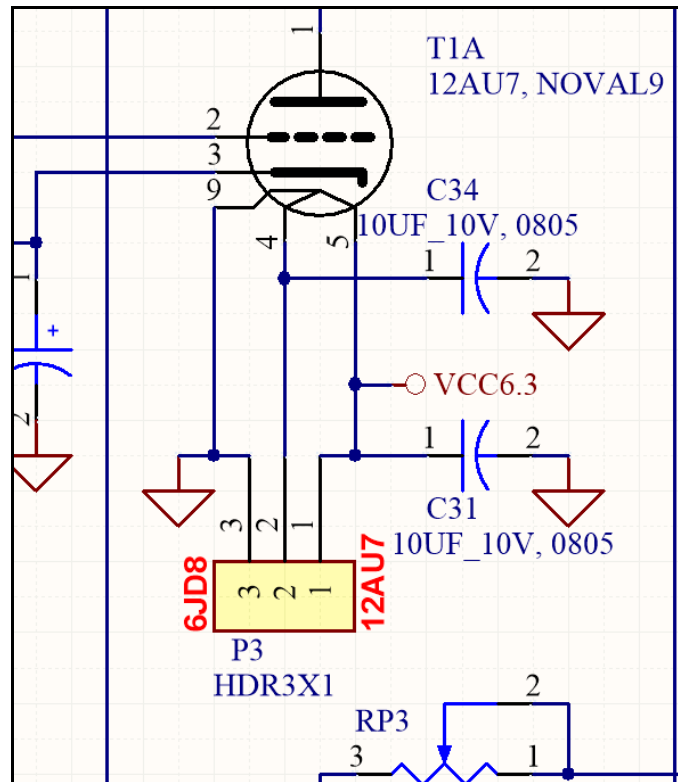 1
T1A
12AU7, NOVAL9
2
3
9
4
5
C34
10UF_10V, 0805
1
2
1
+
2
VCC6.3
1
2
C31
10UF_10V, 0805
3
2
1
6JD8
3
2
1
12AU7
P3
HDR3X1
RP3
2
3
1